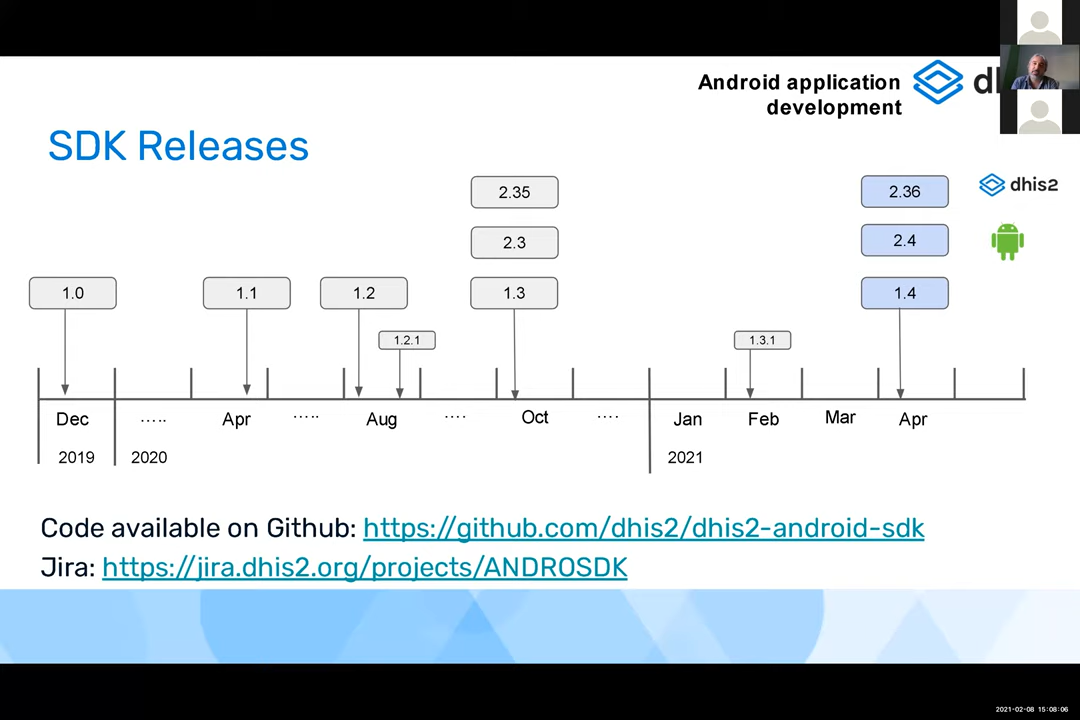 Android application
development
dh
SDK Releases
2.35
2.36
dhis2
2.3
2.4
1.0
1.1
1.2
1.3
1.4
1.2.1
1.3.1
Dec
.....
Apr
.....
Aug
....
Oct
....
Jan
Feb
Mar
Apr
2019
2020
2021
Code available on Github: https://github.com/dhis2/dhis2-android-sdk
Jira: https://jira.dhis2.org/projects/ANDROSDK
2021-02-08 15:08:06